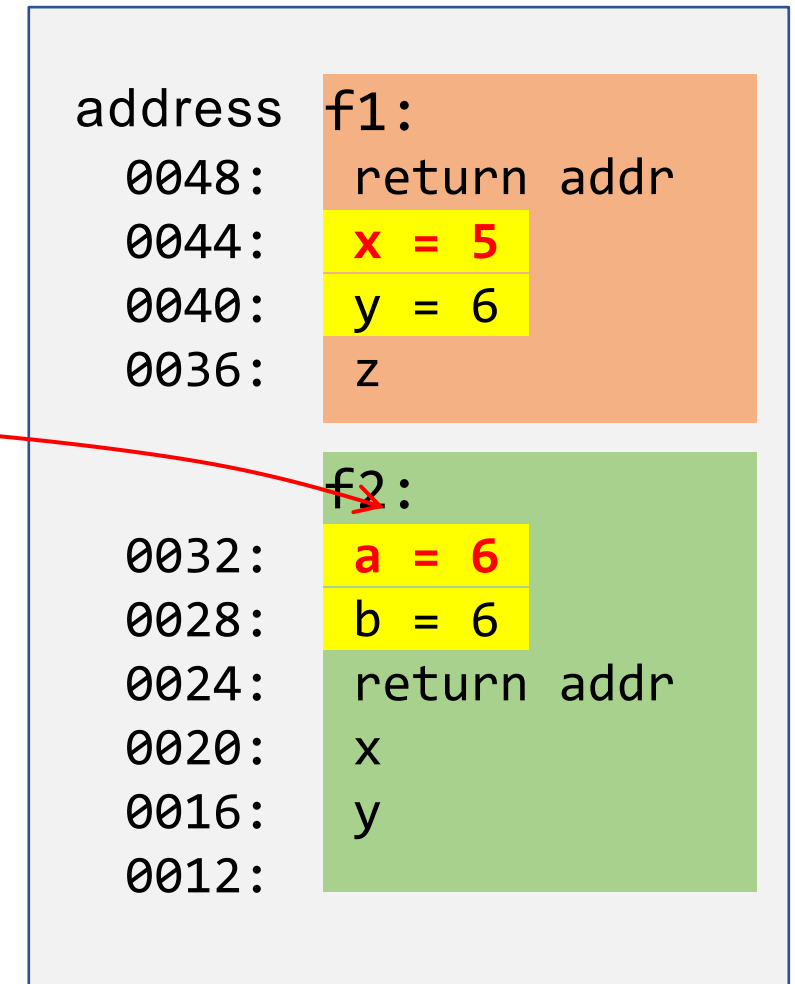 address f1:
0048: return addr
0044: x = 5
0040: y = 6
0036: z
f2:
0032: a = 6
0028: b = 6
0024: return addr
0020: x
0016: y
0012: